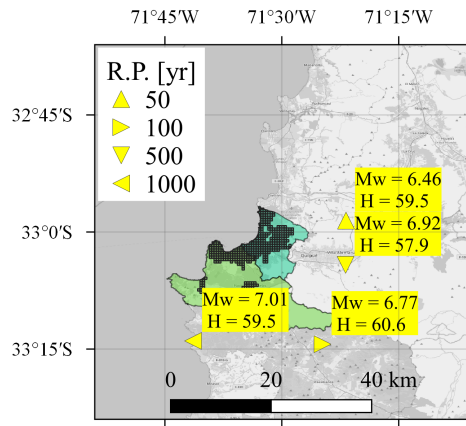 71°45'W 71°30'W 71°15'W
R.P. [yr]
50
100
500
1000
32°45'S
33°0'S
33°15'S
Mw = 6.46
H = 59.5
Mw = 6.92
H = 57.9
Mw = 7.01
H = 59.5
Mw = 6.77
H = 60.6
0 20 40 km